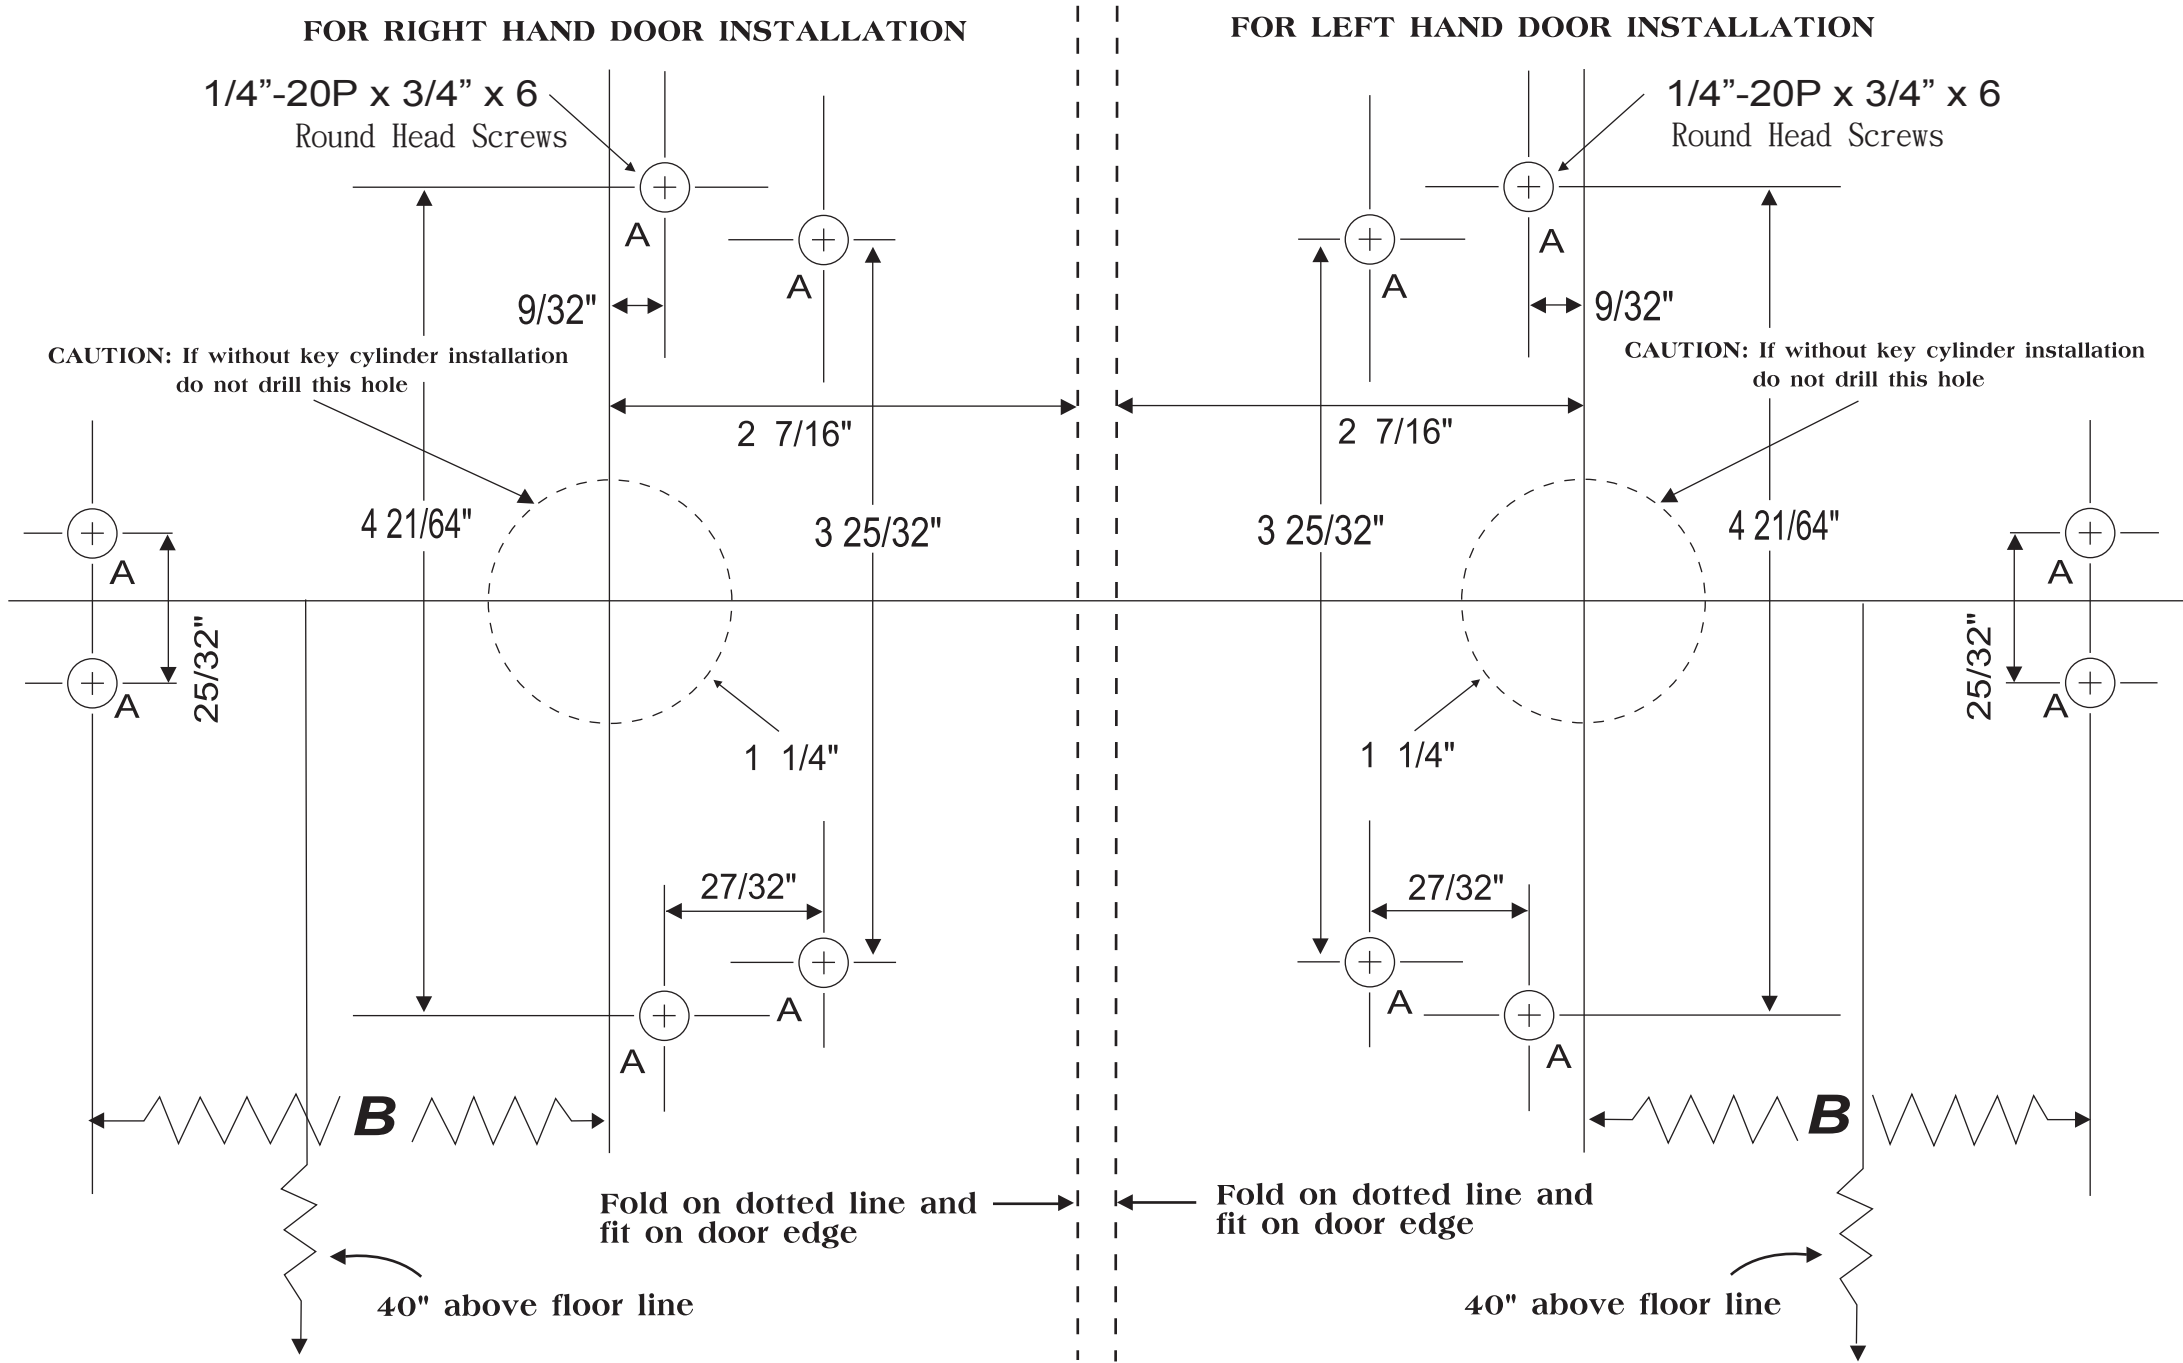 FOR RIGHT HAND DOOR INSTALLATION
1/4”-20P x 3/4” x 6
Round Head Screws
A
A
9/32"
CAUTION: If without key cylinder installation
do not drill this hole
2 7/16"
4 21/64"
3 25/32"
A
25/32"
A
1 1/4"
27/32"
A
A
B
Fold on dotted line and
fit on door edge
40" above floor line
FOR LEFT HAND DOOR INSTALLATION
1/4”-20P x 3/4” x 6
Round Head Screws
A
A
9/32"
CAUTION: If without key cylinder installation
do not drill this hole
2 7/16"
3 25/32"
4 21/64"
A
25/32"
A
1 1/4"
27/32"
A
A
B
Fold on dotted line and
fit on door edge
40" above floor line